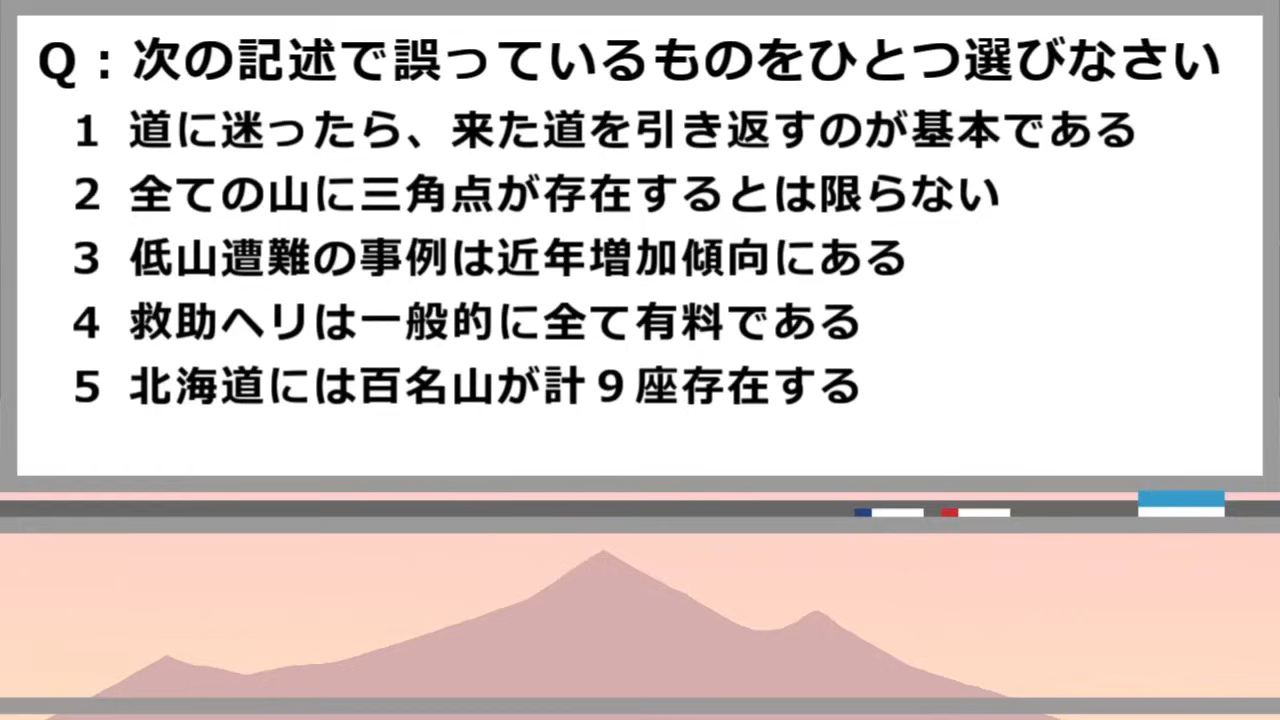 Q：次の記述で誤っているものをひとつ選びなさい
1 道に迷ったら、来た道を引き返すのが基本である
2 全ての山に三角点が存在するとは限らない
3 低山遭難の事例は近年増加傾向にある
4 救助ヘリは一般的に全て有料である
5 北海道には百名山が計９座存在する